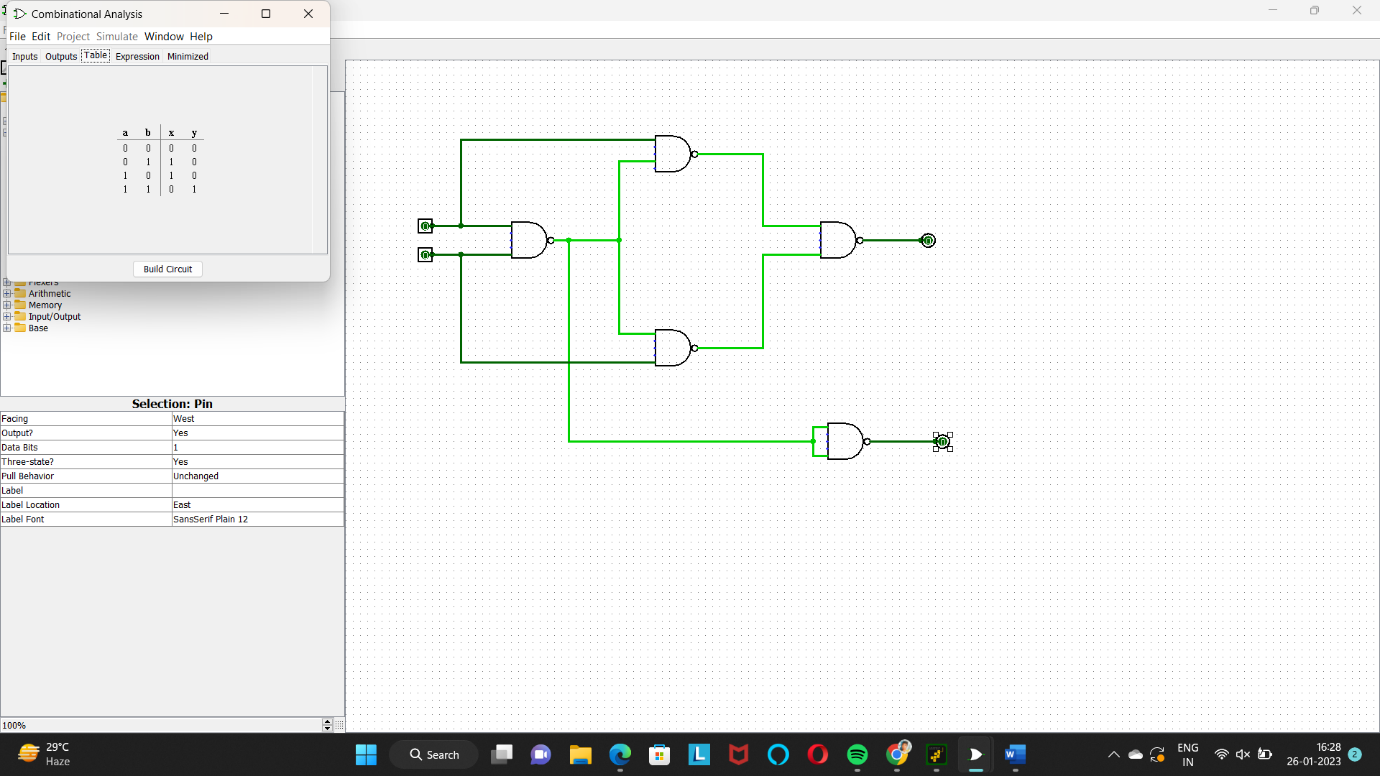 Combinational Analysis
File Edit Project Simulate Window Help
Inputs Outputs Table Expression Minimized
a b x y
0 0 0 0
0 1 1 0
1 0 1 0
1 1 0 1
Build Circuit
Plexers
Arithmetic
Memory
Input/Output
Base
Selection: Pin
Facing West
Output? Yes
Data Bits 1
Three-state? Yes
Pull Behavior Unchanged
Label
Label Location East
Label Font SansSerif Plain 12
100%
29°C
Haze
Search
ENG
IN
16:28
26-01-2023
2